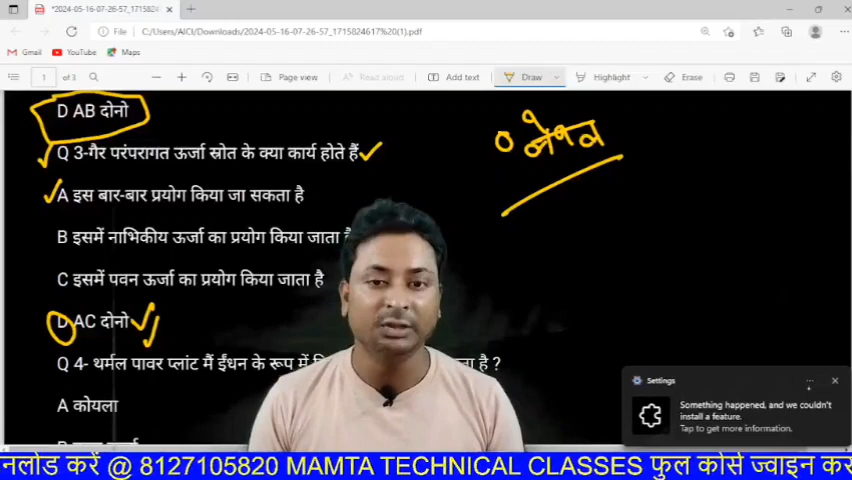 *2024-05-16-07-26-57_1715824
File
C:/Users/AICI/Downloads/2024-05-16-07-26-57_1715824617%20(1).pdf
Gmail YouTube Maps
1 of 3
Page view
Read aloud
Add text
Draw
Highlight
Erase
D AB दोनो
Q 3-गैर परंपरागत ऊर्जा स्रोत के क्या कार्य होते हैं
A इस बार-बार प्रयोग किया जा सकता है
B इसमें नाभिकीय ऊर्जा का प्रयोग किया जाता
C इसमें पवन ऊर्जा का प्रयोग किया जाता है
D AC दोनो
Q 4- थर्मल पावर प्लांट मैं ईंधन के रूप में
है ?
A कोयला
Settings
Something happened, and we couldn't
install a feature.
Tap to get more information.
नलोड करें @ 8127105820 MAMTA TECHNICAL CLASSES फुल कोर्स ज्वाइन कर